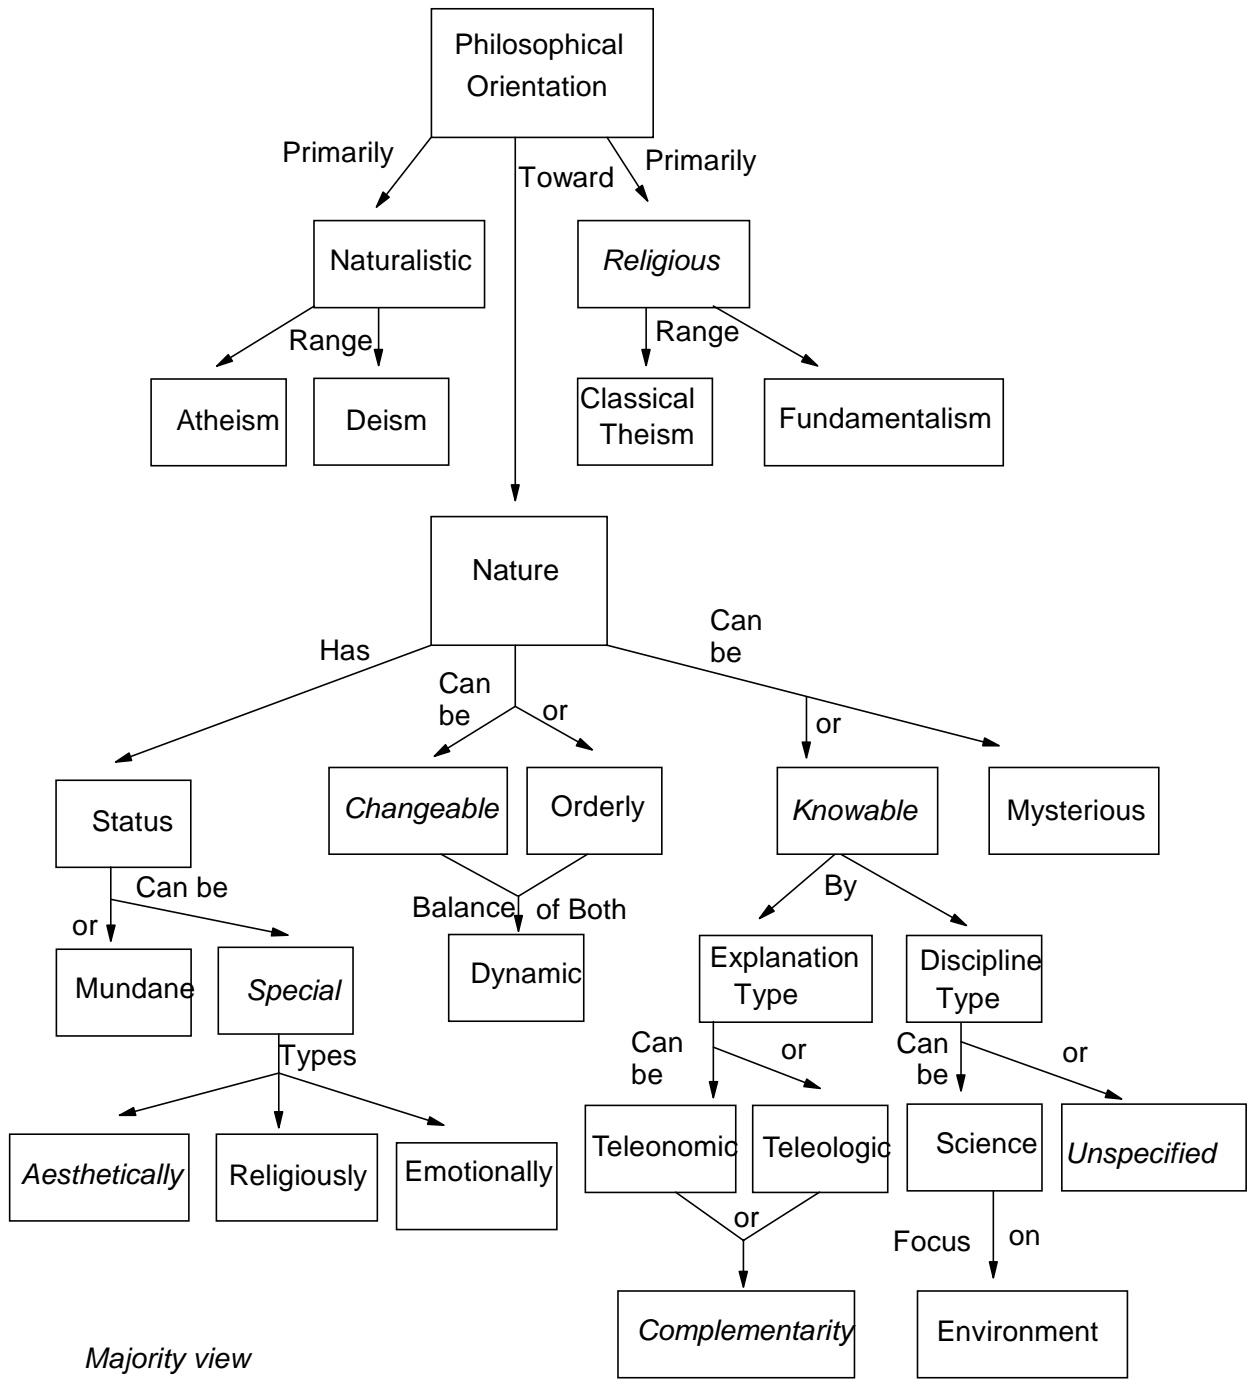 Philosophical
Orientation
Primarily
Toward
Primarily
Naturalistic
Religious
Range
Range
Atheism
Deism
Classical
Theism
Fundamentalism
Nature
Has
Can
be
or
Can
be
or
Status
Changeable
Orderly
Knowable
Mysterious
Can be
or
Balance
of Both
By
Mundane
Special
Dynamic
Explanation
Type
Discipline
Type
Types
Can
be
or
Can
be
or
Aesthetically
Religiously
Emotionally
Teleonomic
Teleologic
Science
Unspecified
or
Focus
on
Complementarity
Environment
Majority view